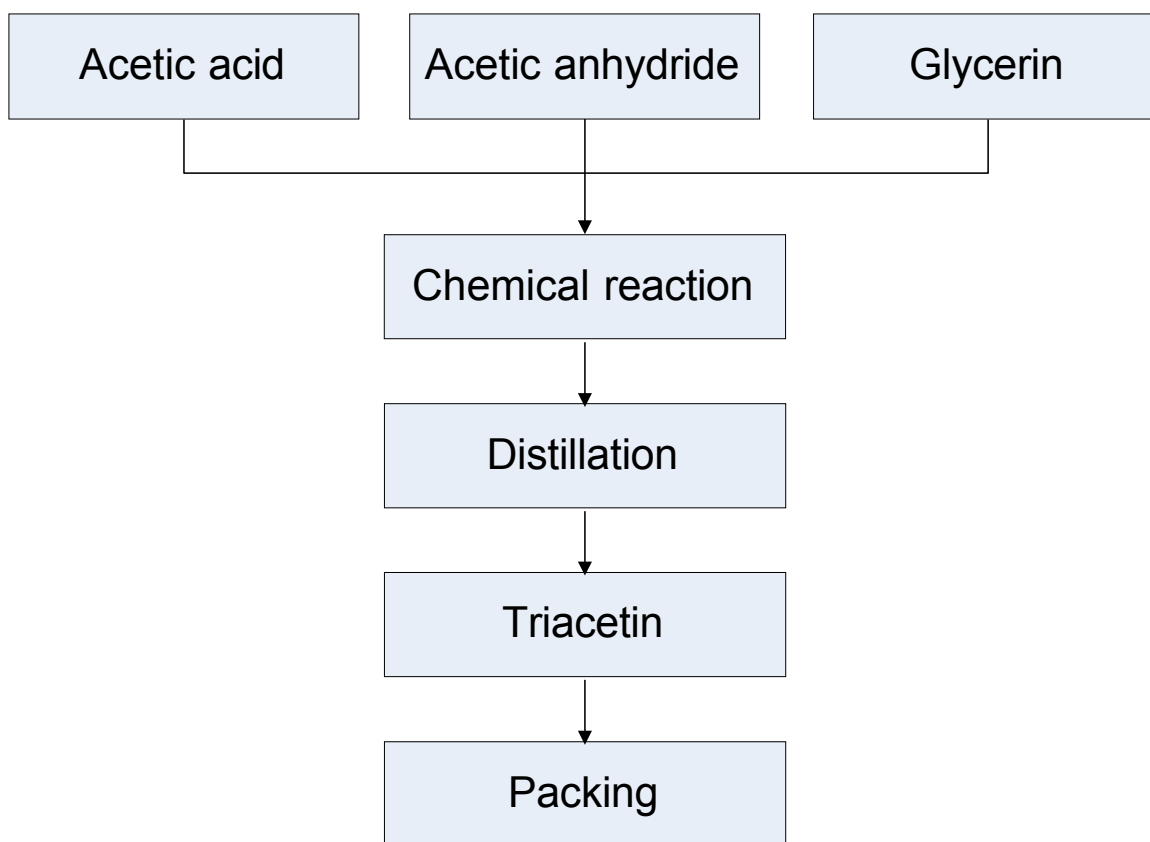 Acetic acid
Acetic anhydride
Glycerin
Chemical reaction
Distillation
Triacetin
Packing